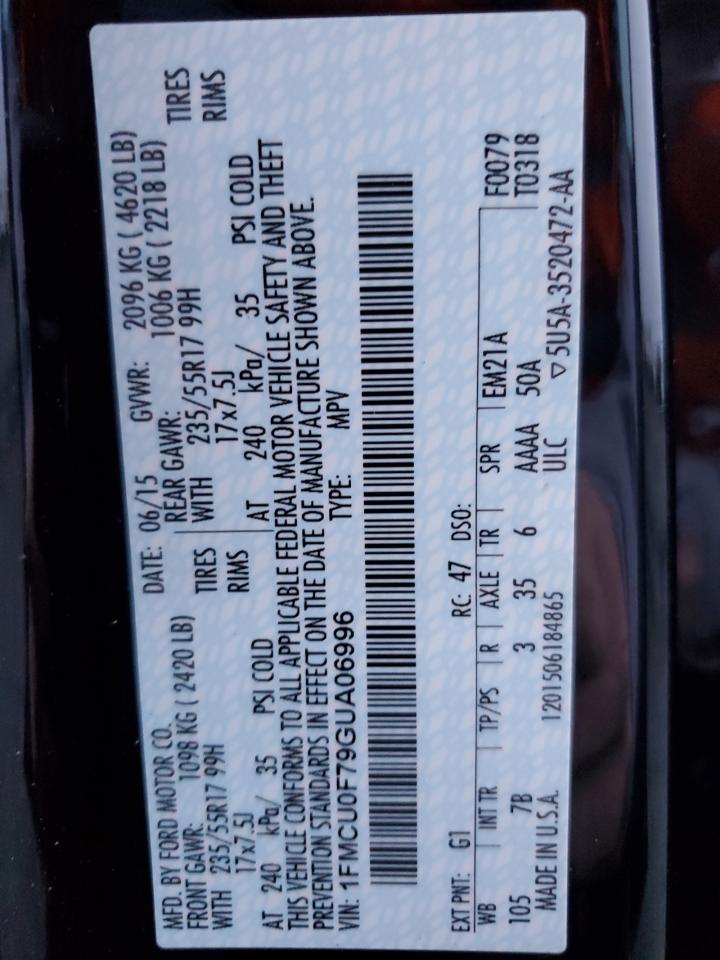 MFD. BY FORD MOTOR CO. DATE: 06/15 GVWR: 2096 KG ( 4620 LB)
FRONT GAWR: 1098 KG ( 2420 LB) REAR GAWR: 1006 KG ( 2218 LB)
WITH 235/55R17 99H TIRES WITH 235/55R17 99H TIRES
17x7.5J RIMS 17x7.5J RIMS
AT 240 kPa/ 35 PSI COLD AT 240 kPa/ 35 PSI COLD
THIS VEHICLE CONFORMS TO ALL APPLICABLE FEDERAL MOTOR VEHICLE SAFETY AND THEFT
PREVENTION STANDARDS IN EFFECT ON THE DATE OF MANUFACTURE SHOWN ABOVE.
VIN: 1FMCU0F79GUA06996 TYPE: MPV
EXT PNT: G1 RC: 47 DSO:
WB INT TR TP/PS R AXLE TR SPR EM21A F0079
105 7B 3 35 6 AAAA 50A T0318
MADE IN U.S.A. 1201506184865 ULC ▽5U5A-3520472-AA